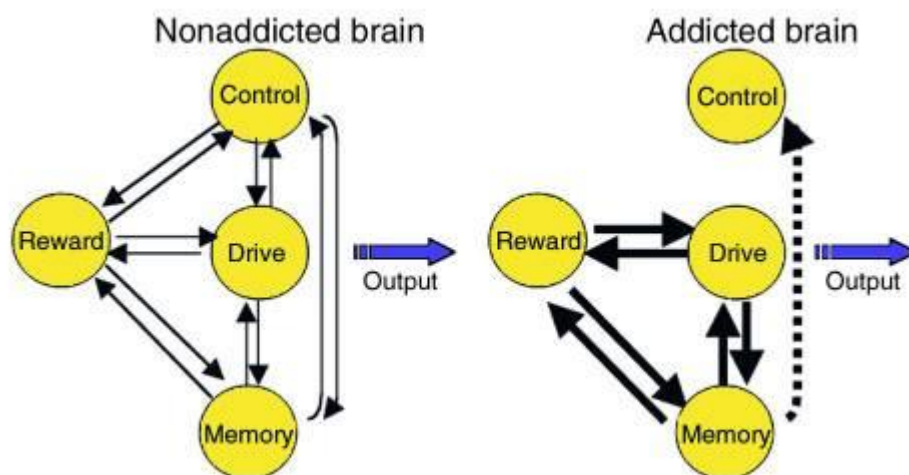 Nonaddicted brain
Control
Reward
Drive
Output
Memory
Addicted brain
Control
Reward
Drive
Output
Memory